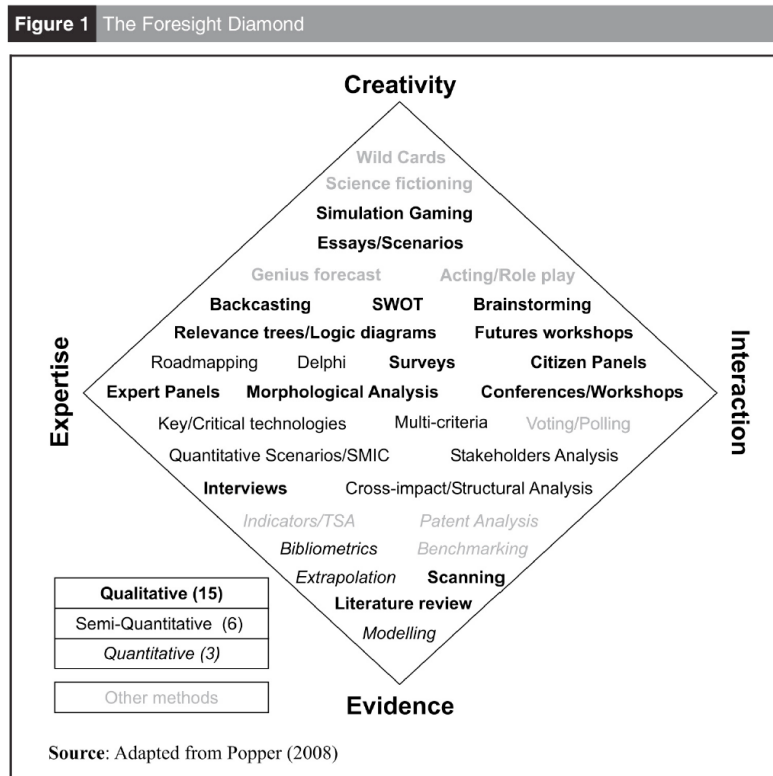 Figure 1 The Foresight Diamond
Creativity
Wild Cards
Science fictioning
Simulation Gaming
Essays/Scenarios
Genius forecast Acting/Role play
Backcasting SWOT Brainstorming
Relevance trees/Logic diagrams Futures workshops
Roadmapping Delphi Surveys Citizen Panels
Expertise
Interaction
Expert Panels Morphological Analysis Conferences/Workshops
Key/Critical technologies Multi-criteria Voting/Polling
Quantitative Scenarios/SMIC Stakeholders Analysis
Interviews Cross-impact/Structural Analysis
Indicators/TSA Patent Analysis
Bibliometrics Benchmarking
Extrapolation Scanning
Literature review
Modelling
Qualitative (15)
Semi-Quantitative (6)
Quantitative (3)
Other methods
Evidence
Source: Adapted from Popper (2008)